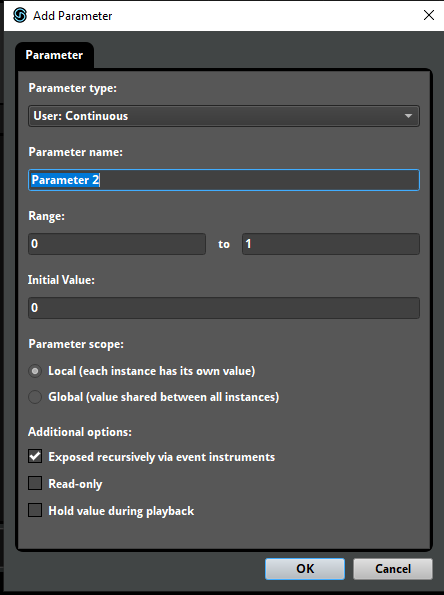 Add Parameter
Parameter
Parameter type:
User: Continuous
Parameter name:
Parameter 2
Range:
0 to 1
Initial Value:
0
Parameter scope:
Local (each instance has its own value)
Global (value shared between all instances)
Additional options:
Exposed recursively via event instruments
Read-only
Hold value during playback
OK Cancel